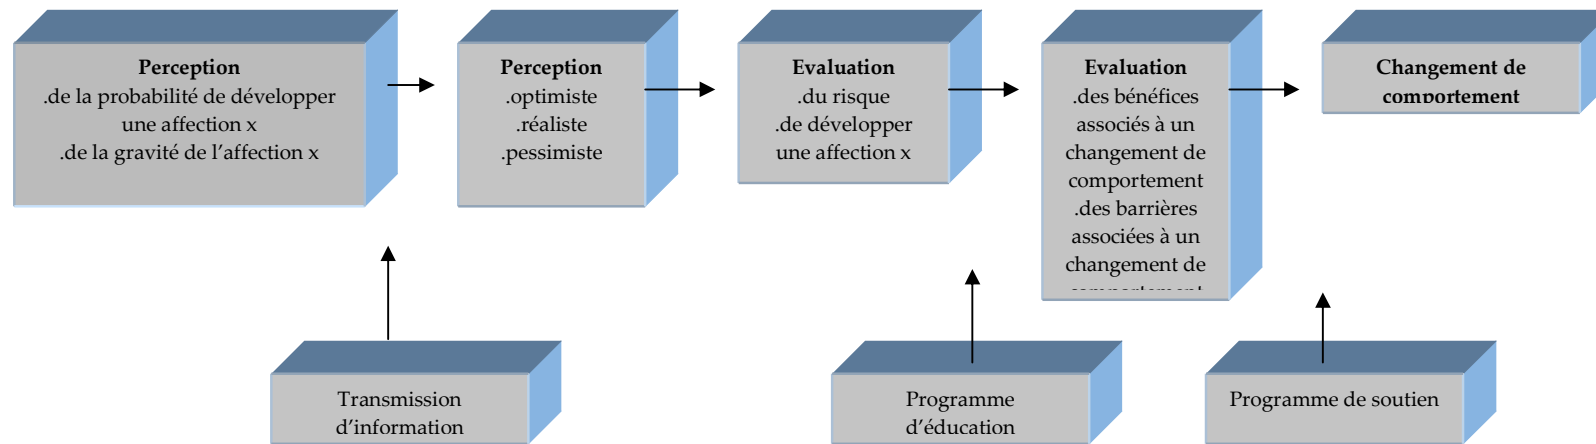 Perception
.de la probabilité de développer
une affection x
.de la gravité de l'affection x
Perception
.optimiste
.réaliste
.pessimiste
Evaluation
.du risque
.de développer
une affection x
Evaluation
.des bénéfices
associés à un
changement de
comportement
.des barrières
associées à un
changement de
comportement
Changement de
comportement
Transmission
d'information
Programme
d'éducation
Programme de soutien